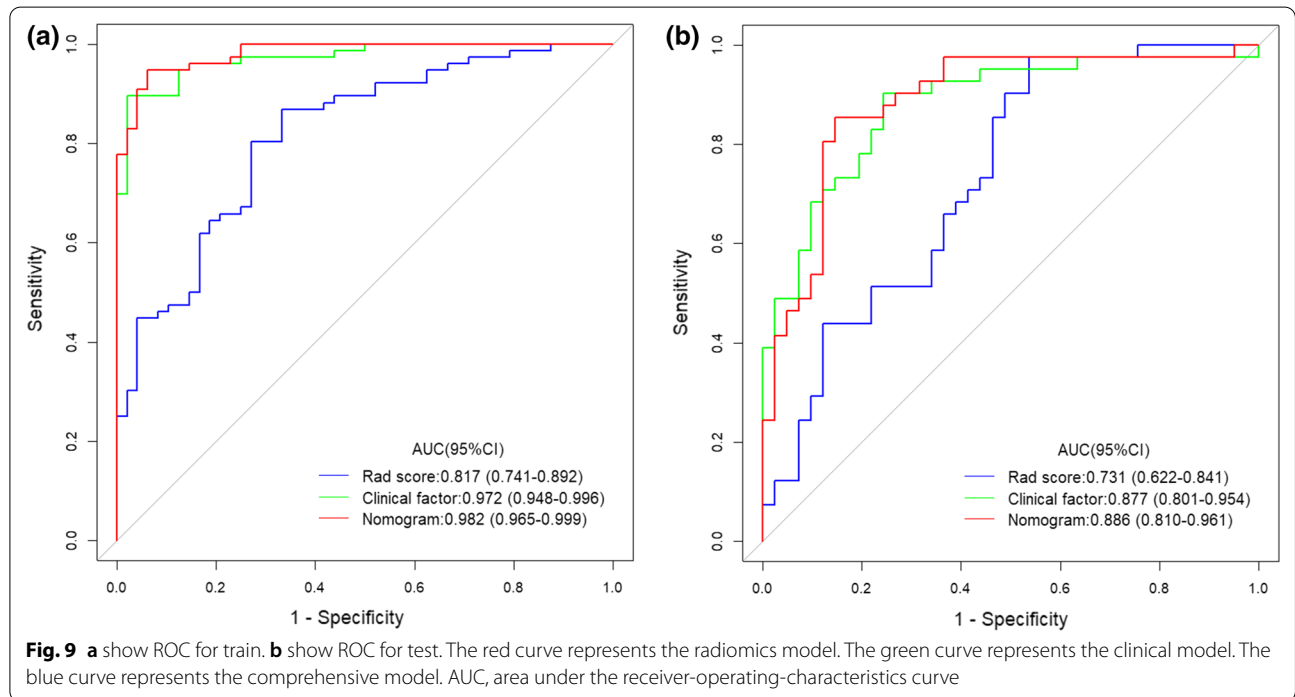 (a)
1.0
0.8
0.6
0.4
0.2
0.0
Sensitivity
AUC(95%CI)
Rad score:0.817 (0.741-0.892)
Clinical factor:0.972 (0.948-0.996)
Nomogram:0.982 (0.965-0.999)
0.0 0.2 0.4 0.6 0.8 1.0
1 - Specificity
(b)
1.0
0.8
0.6
0.4
0.2
0.0
Sensitivity
AUC(95%CI)
Rad score:0.731 (0.622-0.841)
Clinical factor:0.877 (0.801-0.954)
Nomogram:0.886 (0.810-0.961)
0.0 0.2 0.4 0.6 0.8 1.0
1 - Specificity
Fig. 9 a show ROC for train. b show ROC for test. The red curve represents the radiomics model. The green curve represents the clinical model. The
blue curve represents the comprehensive model. AUC, area under the receiver-operating-characteristics curve